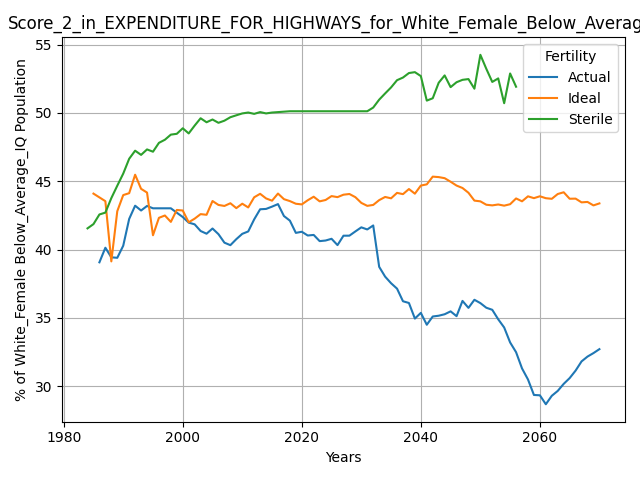 Score_2_in_EXPENDITURE_FOR_HIGHWAYS_for_White_Female_Below_Averag
% of White_Female Below_Average_IQ Population
55
50
45
40
35
30
Fertility
Actual
Ideal
Sterile
1980 2000 2020 2040 2060
Years